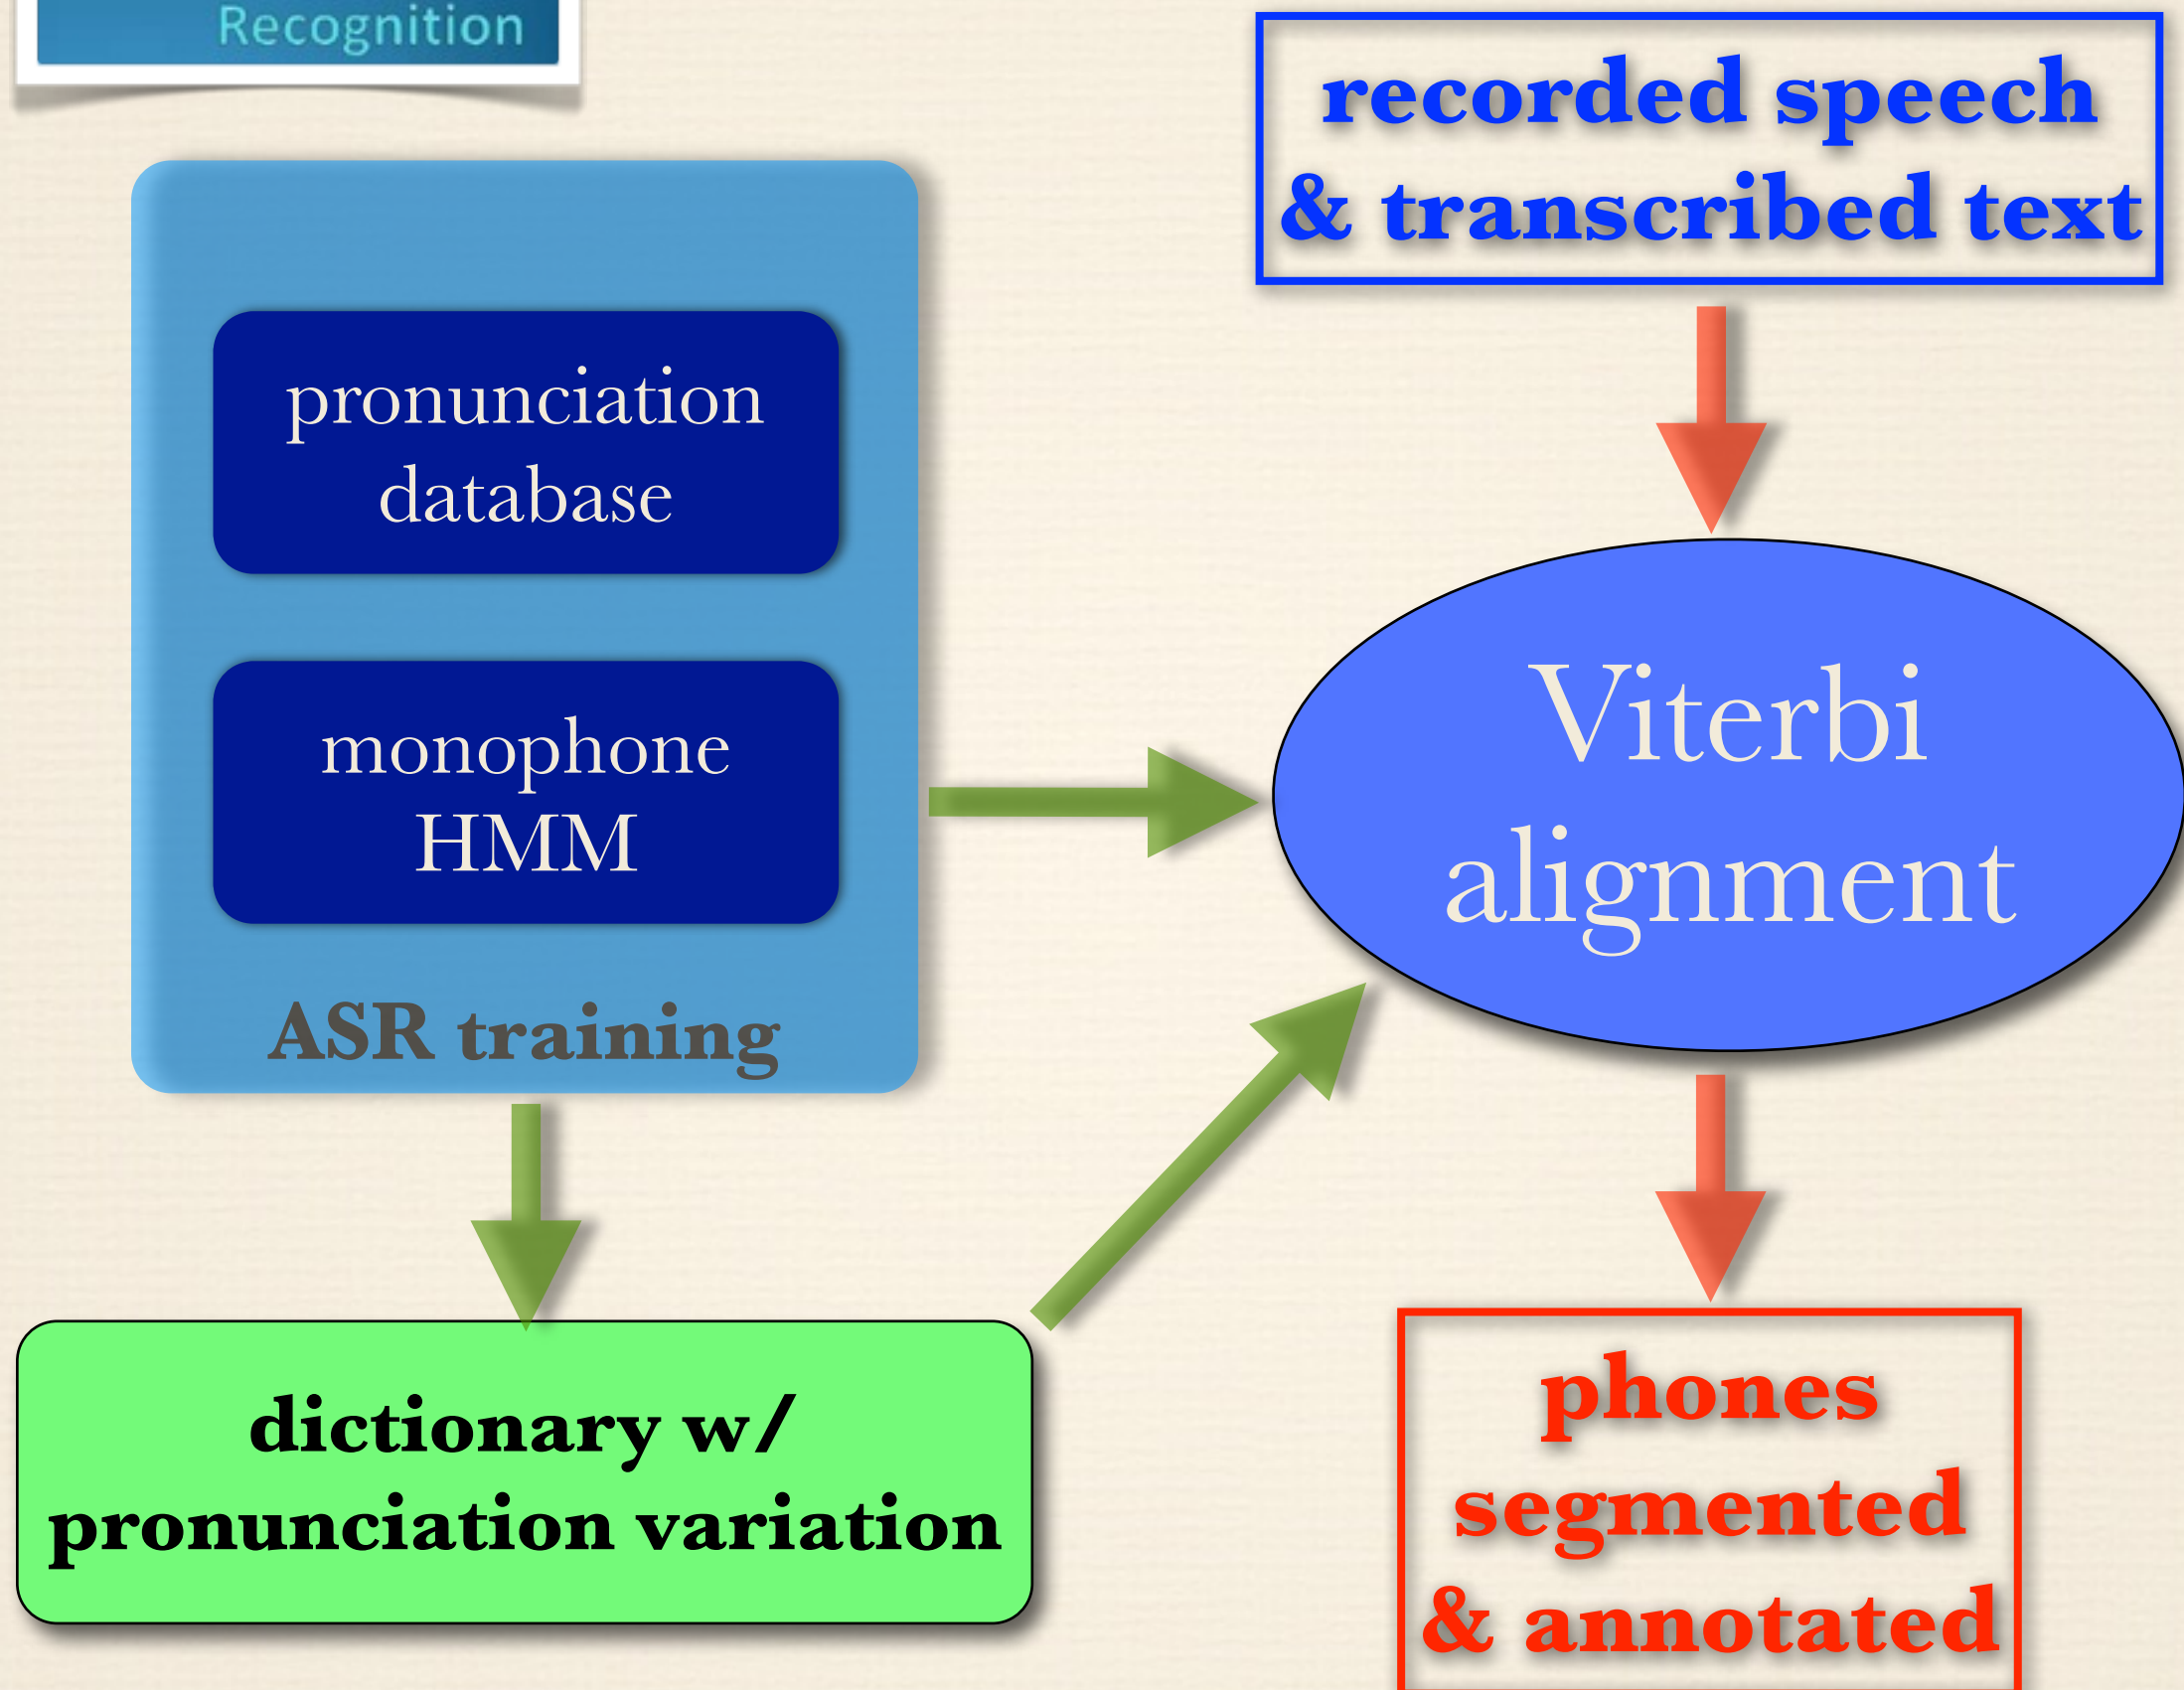 Recognition
recorded speech
& transcribed text
pronunciation
database
monophone
HMM
ASR training
Viterbi
alignment
dictionary w/
pronunciation variation
phones
segmented
& annotated